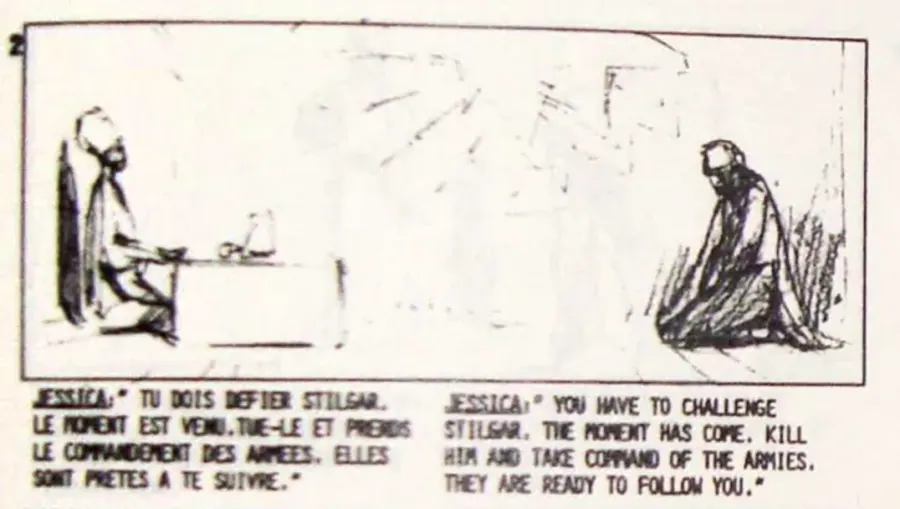 2
JESSICA:" TU DOIS DEFIER STILGAR.
LE MOMENT EST VENU.TUE-LE ET PRENDS
LE COMMANDEMENT DES ARMEES. ELLES
SONT PRETES A TE SUIVRE."
JESSICA:" YOU HAVE TO CHALLENGE
STILGAR. THE MOMENT HAS COME. KILL
HIM AND TAKE COMMAND OF THE ARMIES.
THEY ARE READY TO FOLLOW YOU."